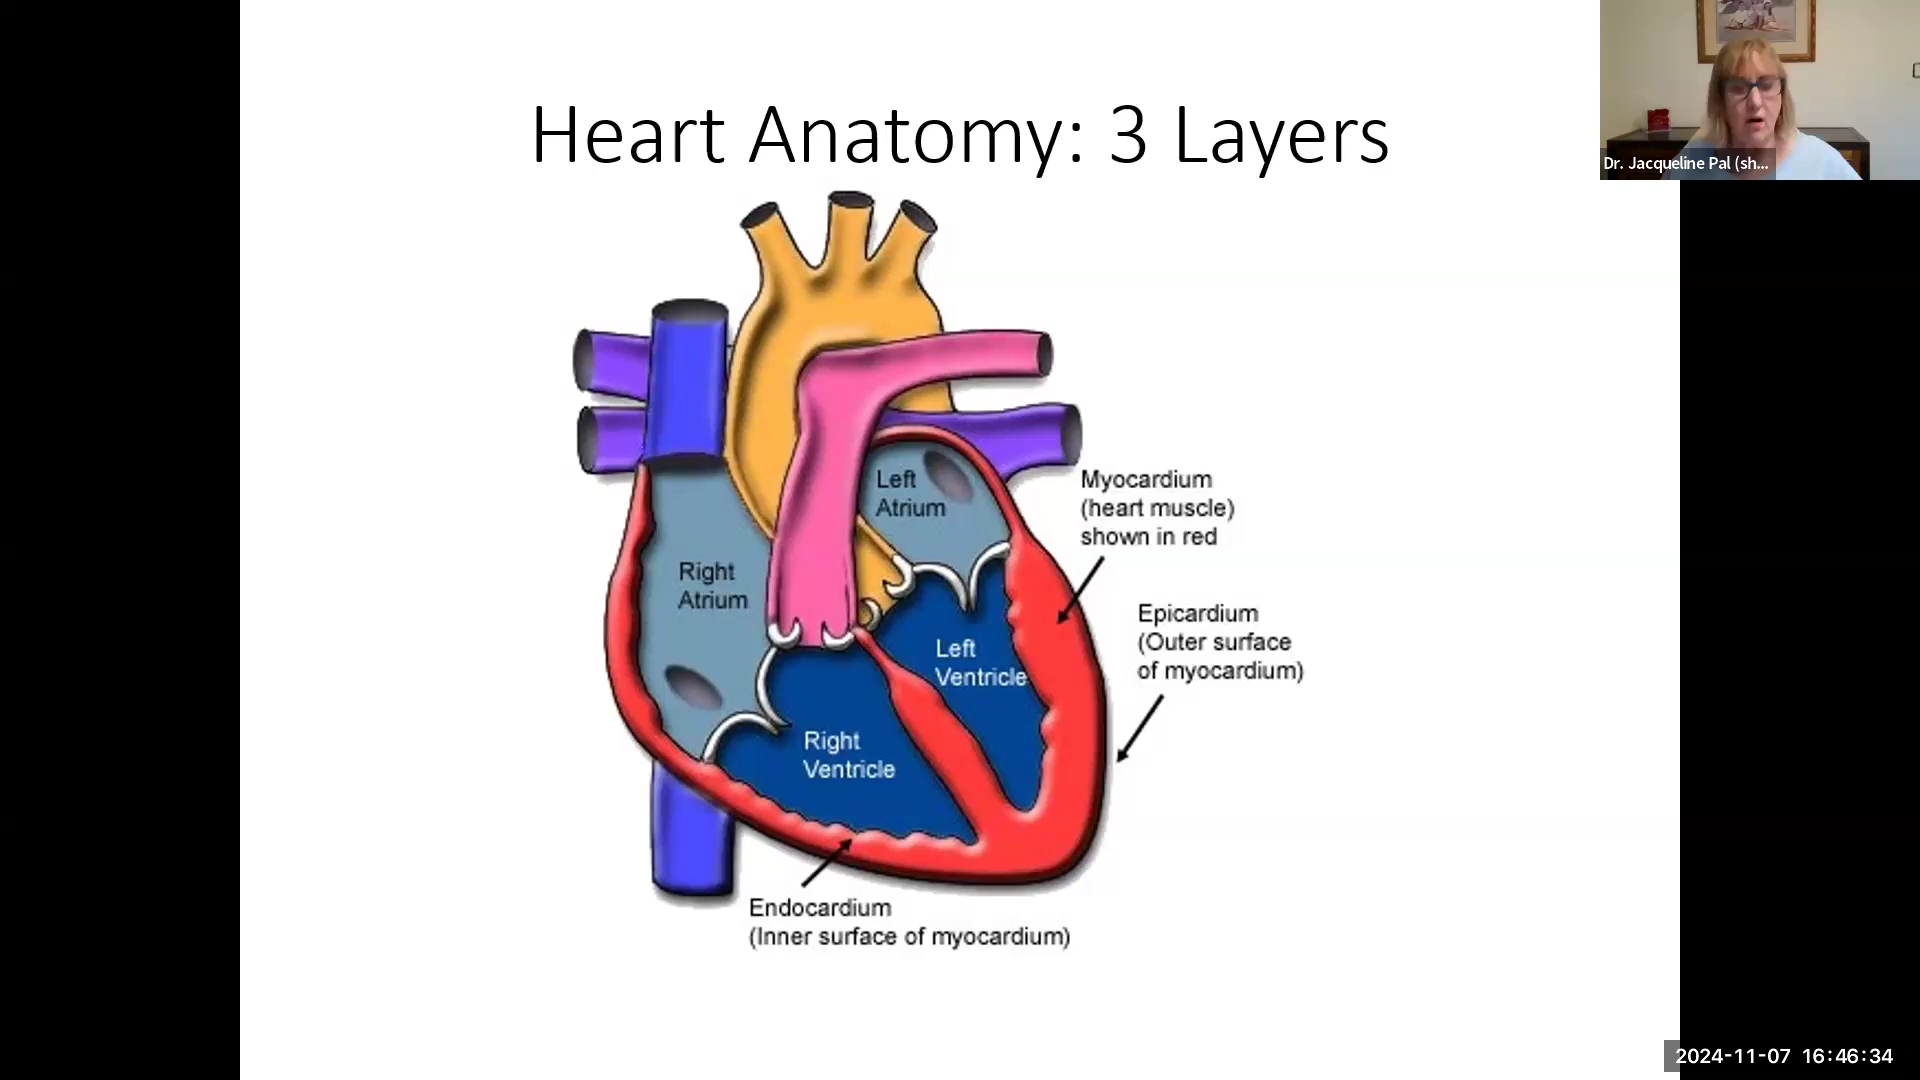 Heart Anatomy: 3 Layers
Dr. Jacqueline Pal (sh...
Left
Atrium
Myocardium
(heart muscle)
shown in red
Right
Atrium
Epicardium
(Outer surface
of myocardium)
Left
Ventricle
Right
Ventricle
Endocardium
(Inner surface of myocardium)
2024-11-07 16:46:34